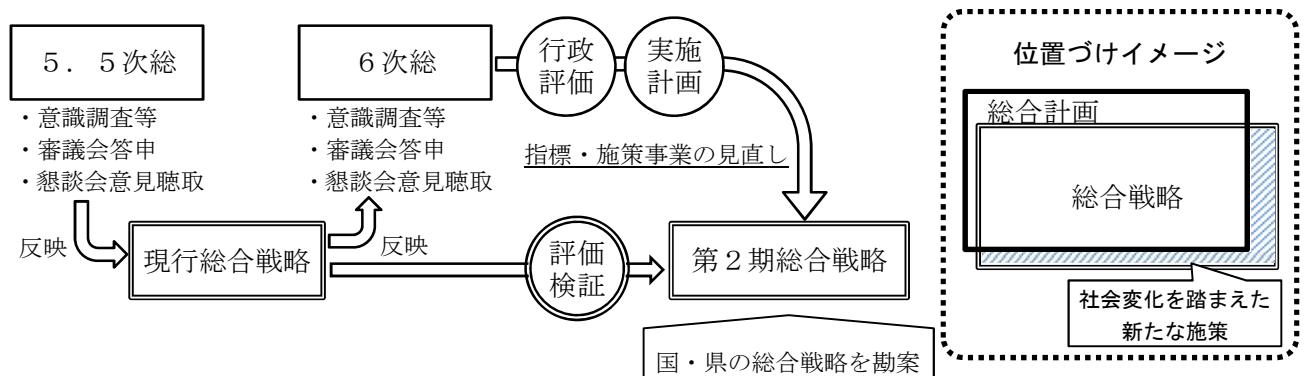 ５．５次総
・意識調査等
・審議会答申
・懇談会意見聴取
６次総
・意識調査等
・審議会答申
・懇談会意見聴取
行政
評価
実施
計画
指標・施策事業の見直し
反映
現行総合戦略
反映
評価
検証
第２期総合戦略
国・県の総合戦略を勘案
位置づけイメージ
総合計画
総合戦略
社会変化を踏まえた
新たな施策